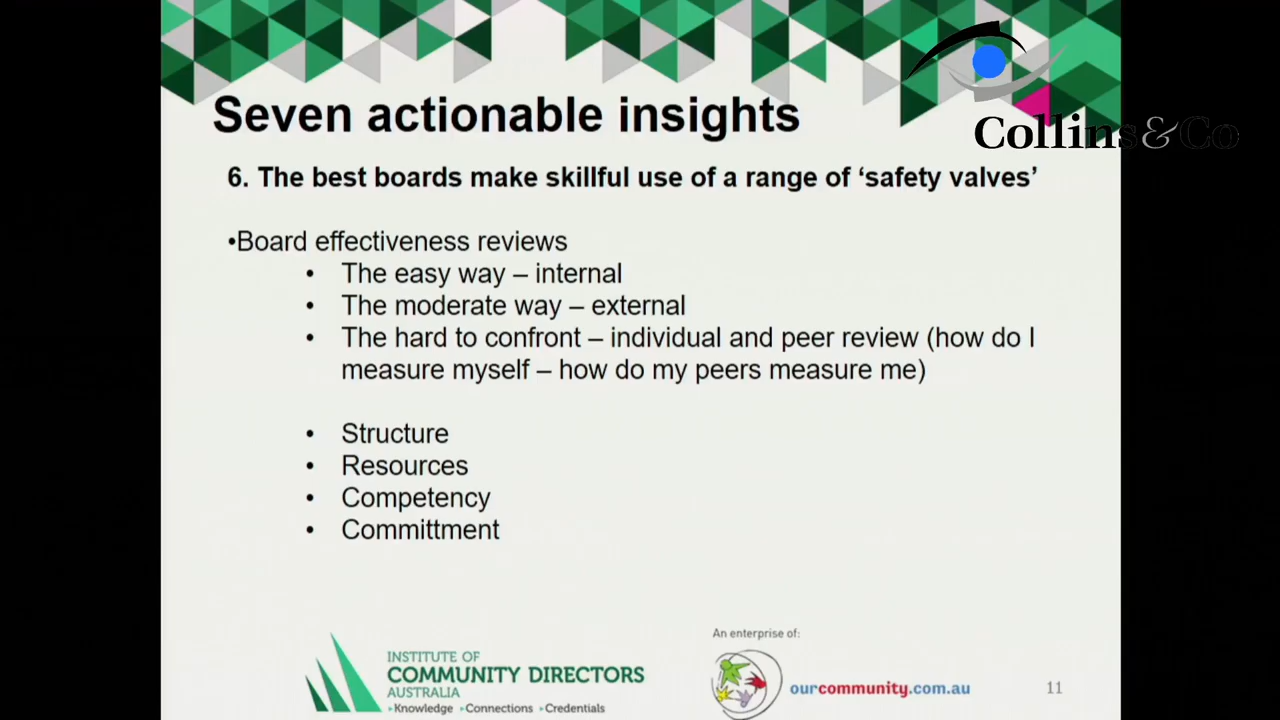 Collins&Co
Seven actionable insights
6. The best boards make skillful use of a range of ‘safety valves’
•Board effectiveness reviews
• The easy way – internal
• The moderate way – external
• The hard to confront – individual and peer review (how do I
measure myself – how do my peers measure me)
• Structure
• Resources
• Competency
• Committment
An enterprise of:
INSTITUTE OF
COMMUNITY DIRECTORS
AUSTRALIA
Knowledge Connections Credentials
ourcommunity.com.au
11